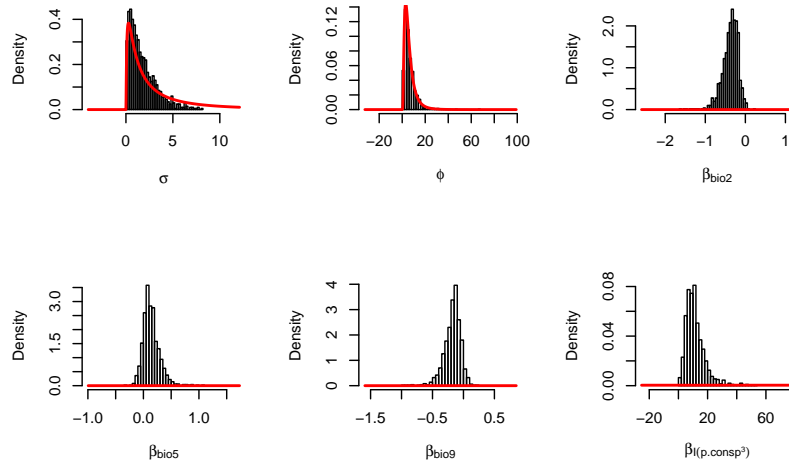 Density
0.4
0.2
0.0
0 5 10
σ
Density
0.12
0.06
0.00
−20 20 60 100
ϕ
Density
2.0
1.0
0.0
−2 −1 0 1
βbio2
Density
3.0
1.5
0.0
−1.0 0.0 1.0
βbio5
Density
4
3
2
1
0
−1.5 −0.5 0.5
βbio9
Density
0.08
0.04
0.00
−20 20 60
βI(p.consp³)